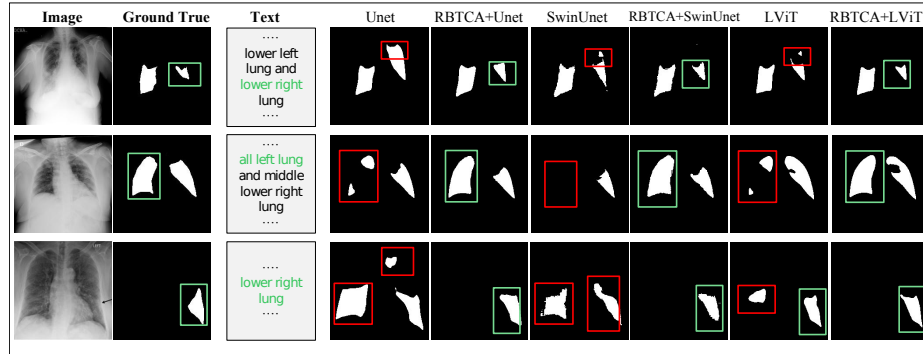 Image Ground True Text Unet RBTCA+Unet SwinUnet RBTCA+SwinUnet LViT RBTCA+LViT
....
lower left
lung and
lower right
lung
....
....
all left lung
and middle
lower right
lung
....
....
lower right
lung
....